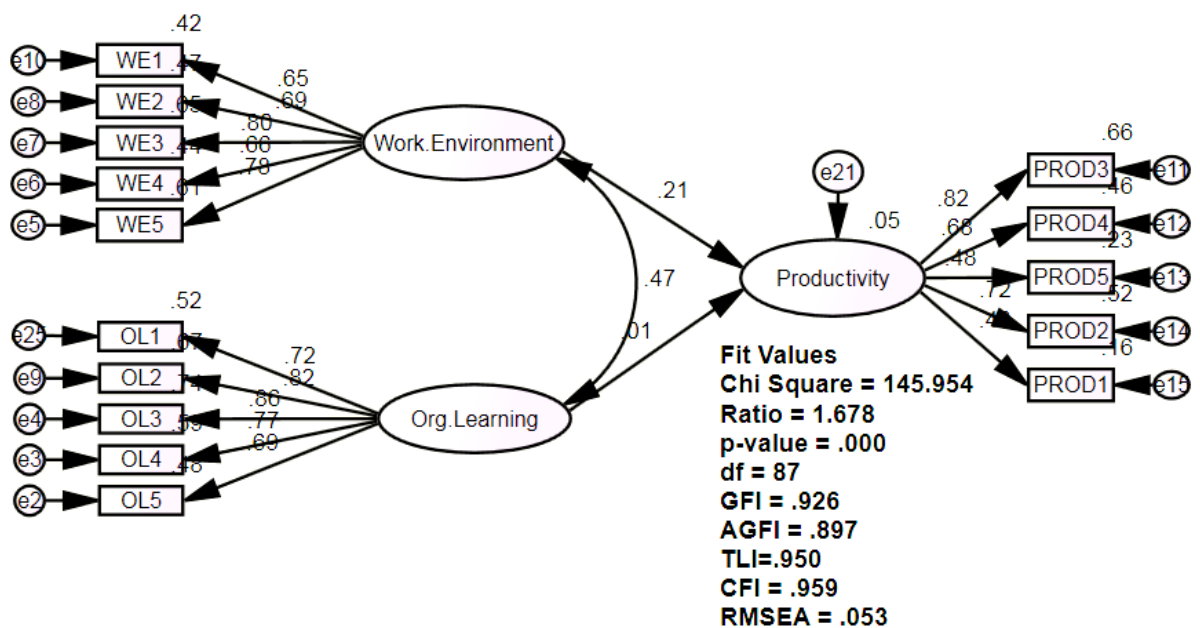 .42
e10 WE1 .47
.65
e8 WE2 .65
.69
e7 WE3 .44
.80
e6 WE4 .61
.66
e5 WE5
.78
Work.Environment
.52
e25 OL1 .67
.72
e9 OL2 .74
.82
e4 OL3 .59
.86
e3 OL4 .48
.77
e2 OL5
.69
Org.Learning
.21
.47
.01
e21
.05
Productivity
.66
.82
PROD3 e11
.46
.68
PROD4 e12
.23
.48
PROD5 e13
.52
.72
PROD2 e14
.16
PROD1 e15
Fit Values
Chi Square = 145.954
Ratio = 1.678
p-value = .000
df = 87
GFI = .926
AGFI = .897
TLI=.950
CFI = .959
RMSEA = .053